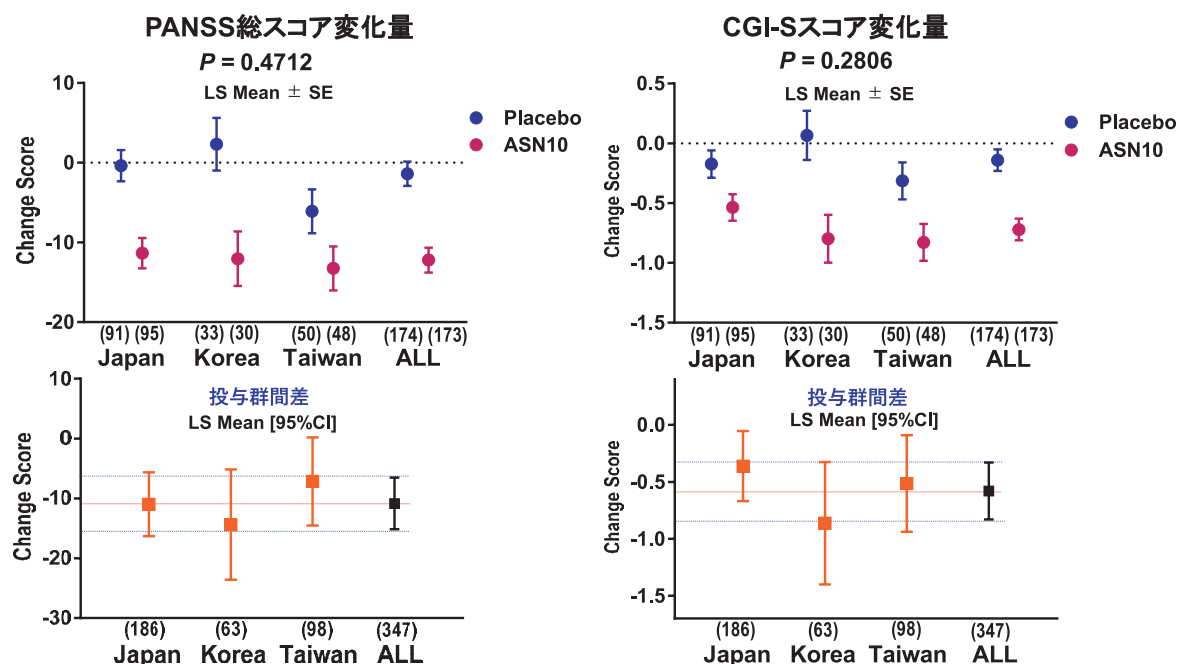 PANSS総スコア変化量
P = 0.4712
LS Mean ± SE
Placebo
ASN10
Change Score
10
0
-10
-20
(91) (95) (33) (30) (50) (48) (174) (173)
Japan Korea Taiwan ALL
投与群間差
LS Mean [95%CI]
Change Score
10
0
-10
-20
-30
(186) (63) (98) (347)
Japan Korea Taiwan ALL
CGI-Sスコア変化量
P = 0.2806
LS Mean ± SE
Placebo
ASN10
Change Score
0.5
0.0
-0.5
-1.0
-1.5
(91) (95) (33) (30) (50) (48) (174) (173)
Japan Korea Taiwan ALL
投与群間差
LS Mean [95%CI]
Change Score
0.0
-0.5
-1.0
-1.5
(186) (63) (98) (347)
Japan Korea Taiwan ALL